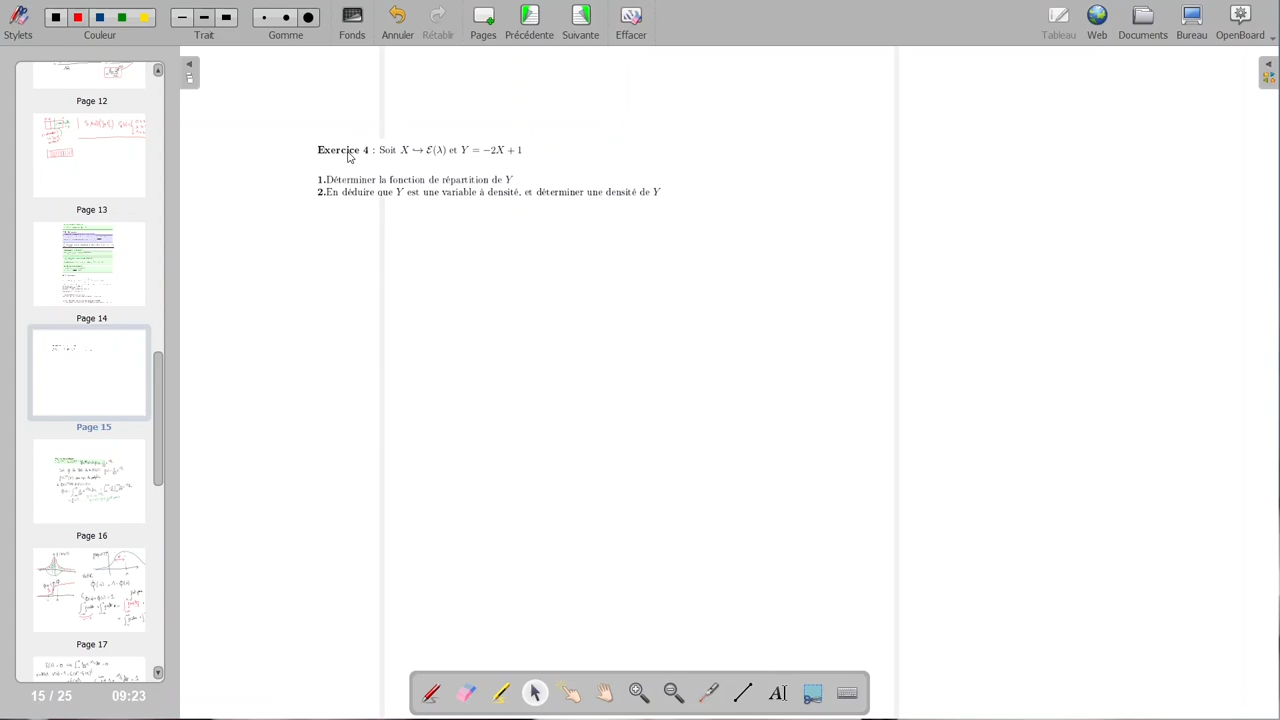 Stylets
Couleur
Trait
Gomme
Fonds
Annuler
Rétablir
Pages
Précédente
Suivante
Effacer
Tableau
Web
Documents
Bureau
OpenBoard
Page 12
Page 13
Page 14
Page 15
Page 16
Page 17
15 / 25
09:23
Exercice 4 : Soit X ↪ ℰ(λ) et Y = −2X + 1
1.Déterminer la fonction de répartition de Y
2.En déduire que Y est une variable à densité, et déterminer une densité de Y